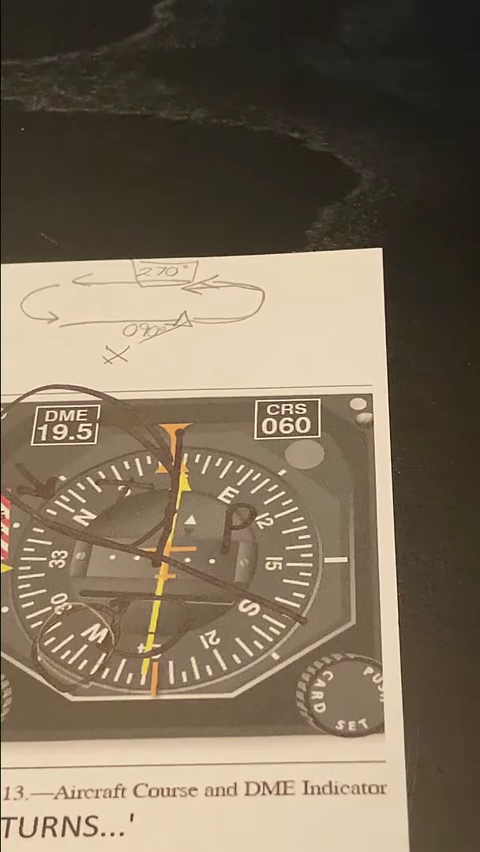 270°
090°
X
DME
19.5
CRS
060
N
E
12
P
33
15
30
S
W
21
24
CARD
PUSH
SET
13.—Aircraft Course and DME Indicator
TURNS...'